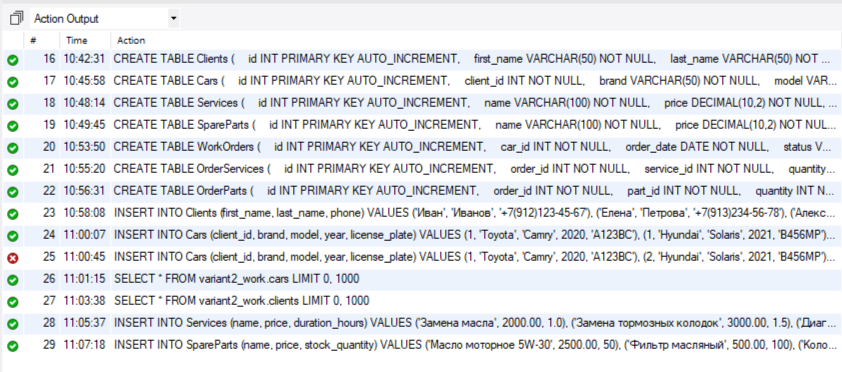 Action Output
# Time Action
16 10:42:31 CREATE TABLE Clients ( id INT PRIMARY KEY AUTO_INCREMENT, first_name VARCHAR(50) NOT NULL, last_name VARCHAR(50) NOT ...
17 10:45:58 CREATE TABLE Cars ( id INT PRIMARY KEY AUTO_INCREMENT, client_id INT NOT NULL, brand VARCHAR(50) NOT NULL, model VAR...
18 10:48:14 CREATE TABLE Services ( id INT PRIMARY KEY AUTO_INCREMENT, name VARCHAR(100) NOT NULL, price DECIMAL(10,2) NOT NULL, ...
19 10:49:45 CREATE TABLE SpareParts ( id INT PRIMARY KEY AUTO_INCREMENT, name VARCHAR(100) NOT NULL, price DECIMAL(10,2) NOT NUL...
20 10:53:50 CREATE TABLE WorkOrders ( id INT PRIMARY KEY AUTO_INCREMENT, car_id INT NOT NULL, order_date DATE NOT NULL, status V...
21 10:55:20 CREATE TABLE OrderServices ( id INT PRIMARY KEY AUTO_INCREMENT, order_id INT NOT NULL, service_id INT NOT NULL, quantity...
22 10:56:31 CREATE TABLE OrderParts ( id INT PRIMARY KEY AUTO_INCREMENT, order_id INT NOT NULL, part_id INT NOT NULL, quantity INT N...
23 10:58:08 INSERT INTO Clients (first_name, last_name, phone) VALUES ('Иван', 'Иванов', '+7(912)123-45-67'), ('Елена', 'Петрова', '+7(913)234-56-78'), ('Алекс...
24 11:00:07 INSERT INTO Cars (client_id, brand, model, year, license_plate) VALUES (1, 'Toyota', 'Camry', 2020, 'A123BC'), (1, 'Hyundai', 'Solaris', 2021, 'B456MP')...
25 11:00:45 INSERT INTO Cars (client_id, brand, model, year, license_plate) VALUES (1, 'Toyota', 'Camry', 2020, 'A123BC'), (2, 'Hyundai', 'Solaris', 2021, 'B456MP')...
26 11:01:15 SELECT * FROM variant2_work.cars LIMIT 0, 1000
27 11:03:38 SELECT * FROM variant2_work.clients LIMIT 0, 1000
28 11:05:37 INSERT INTO Services (name, price, duration_hours) VALUES ('Замена масла', 2000.00, 1.0), ('Замена тормозных колодок', 3000.00, 1.5), ('Диаг...
29 11:07:18 INSERT INTO SpareParts (name, price, stock_quantity) VALUES ('Масло моторное 5W-30', 2500.00, 50), ('Фильтр масляный', 500.00, 100), ('Коло...